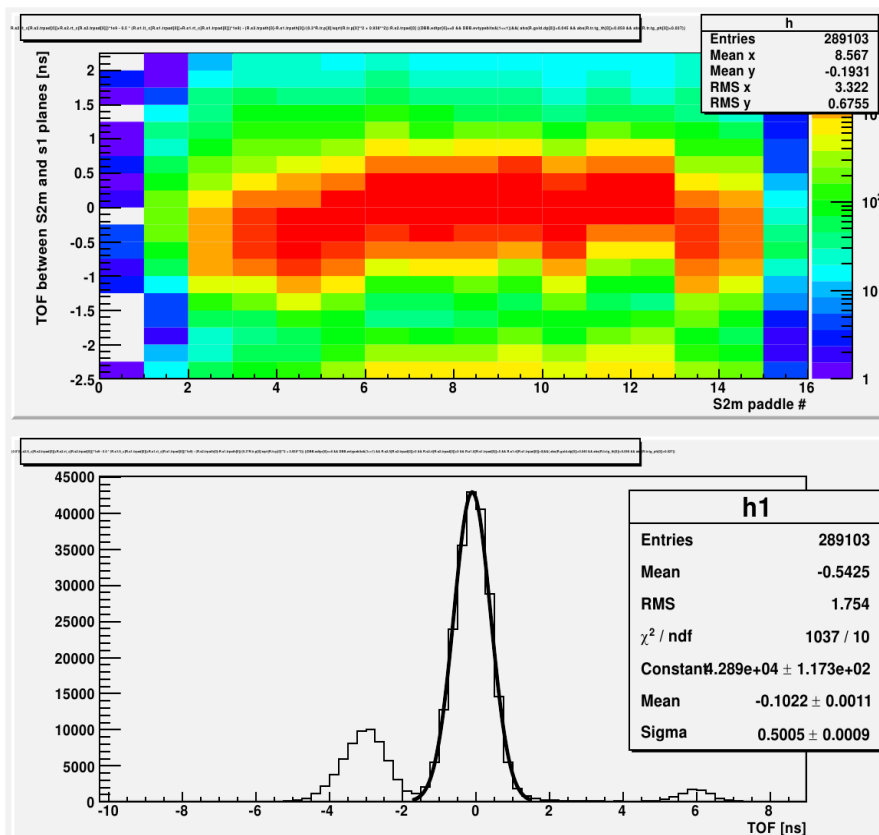 h
Entries 289103
Mean x 8.567
Mean y -0.1931
RMS x 3.322
RMS y 0.6755
TOF between S2m and s1 planes [ns]
2
1.5
1
0.5
0
-0.5
-1
-1.5
-2
-2.5
0 2 4 6 8 10 12 14 16
S2m paddle #
10²
10
1
h1
Entries 289103
Mean -0.5425
RMS 1.754
χ² / ndf 1037 / 10
Constant 4.289e+04 ± 1.173e+02
Mean -0.1022 ± 0.0011
Sigma 0.5005 ± 0.0009
45000
40000
35000
30000
25000
20000
15000
10000
5000
0
-10 -8 -6 -4 -2 0 2 4 6 8
TOF [ns]